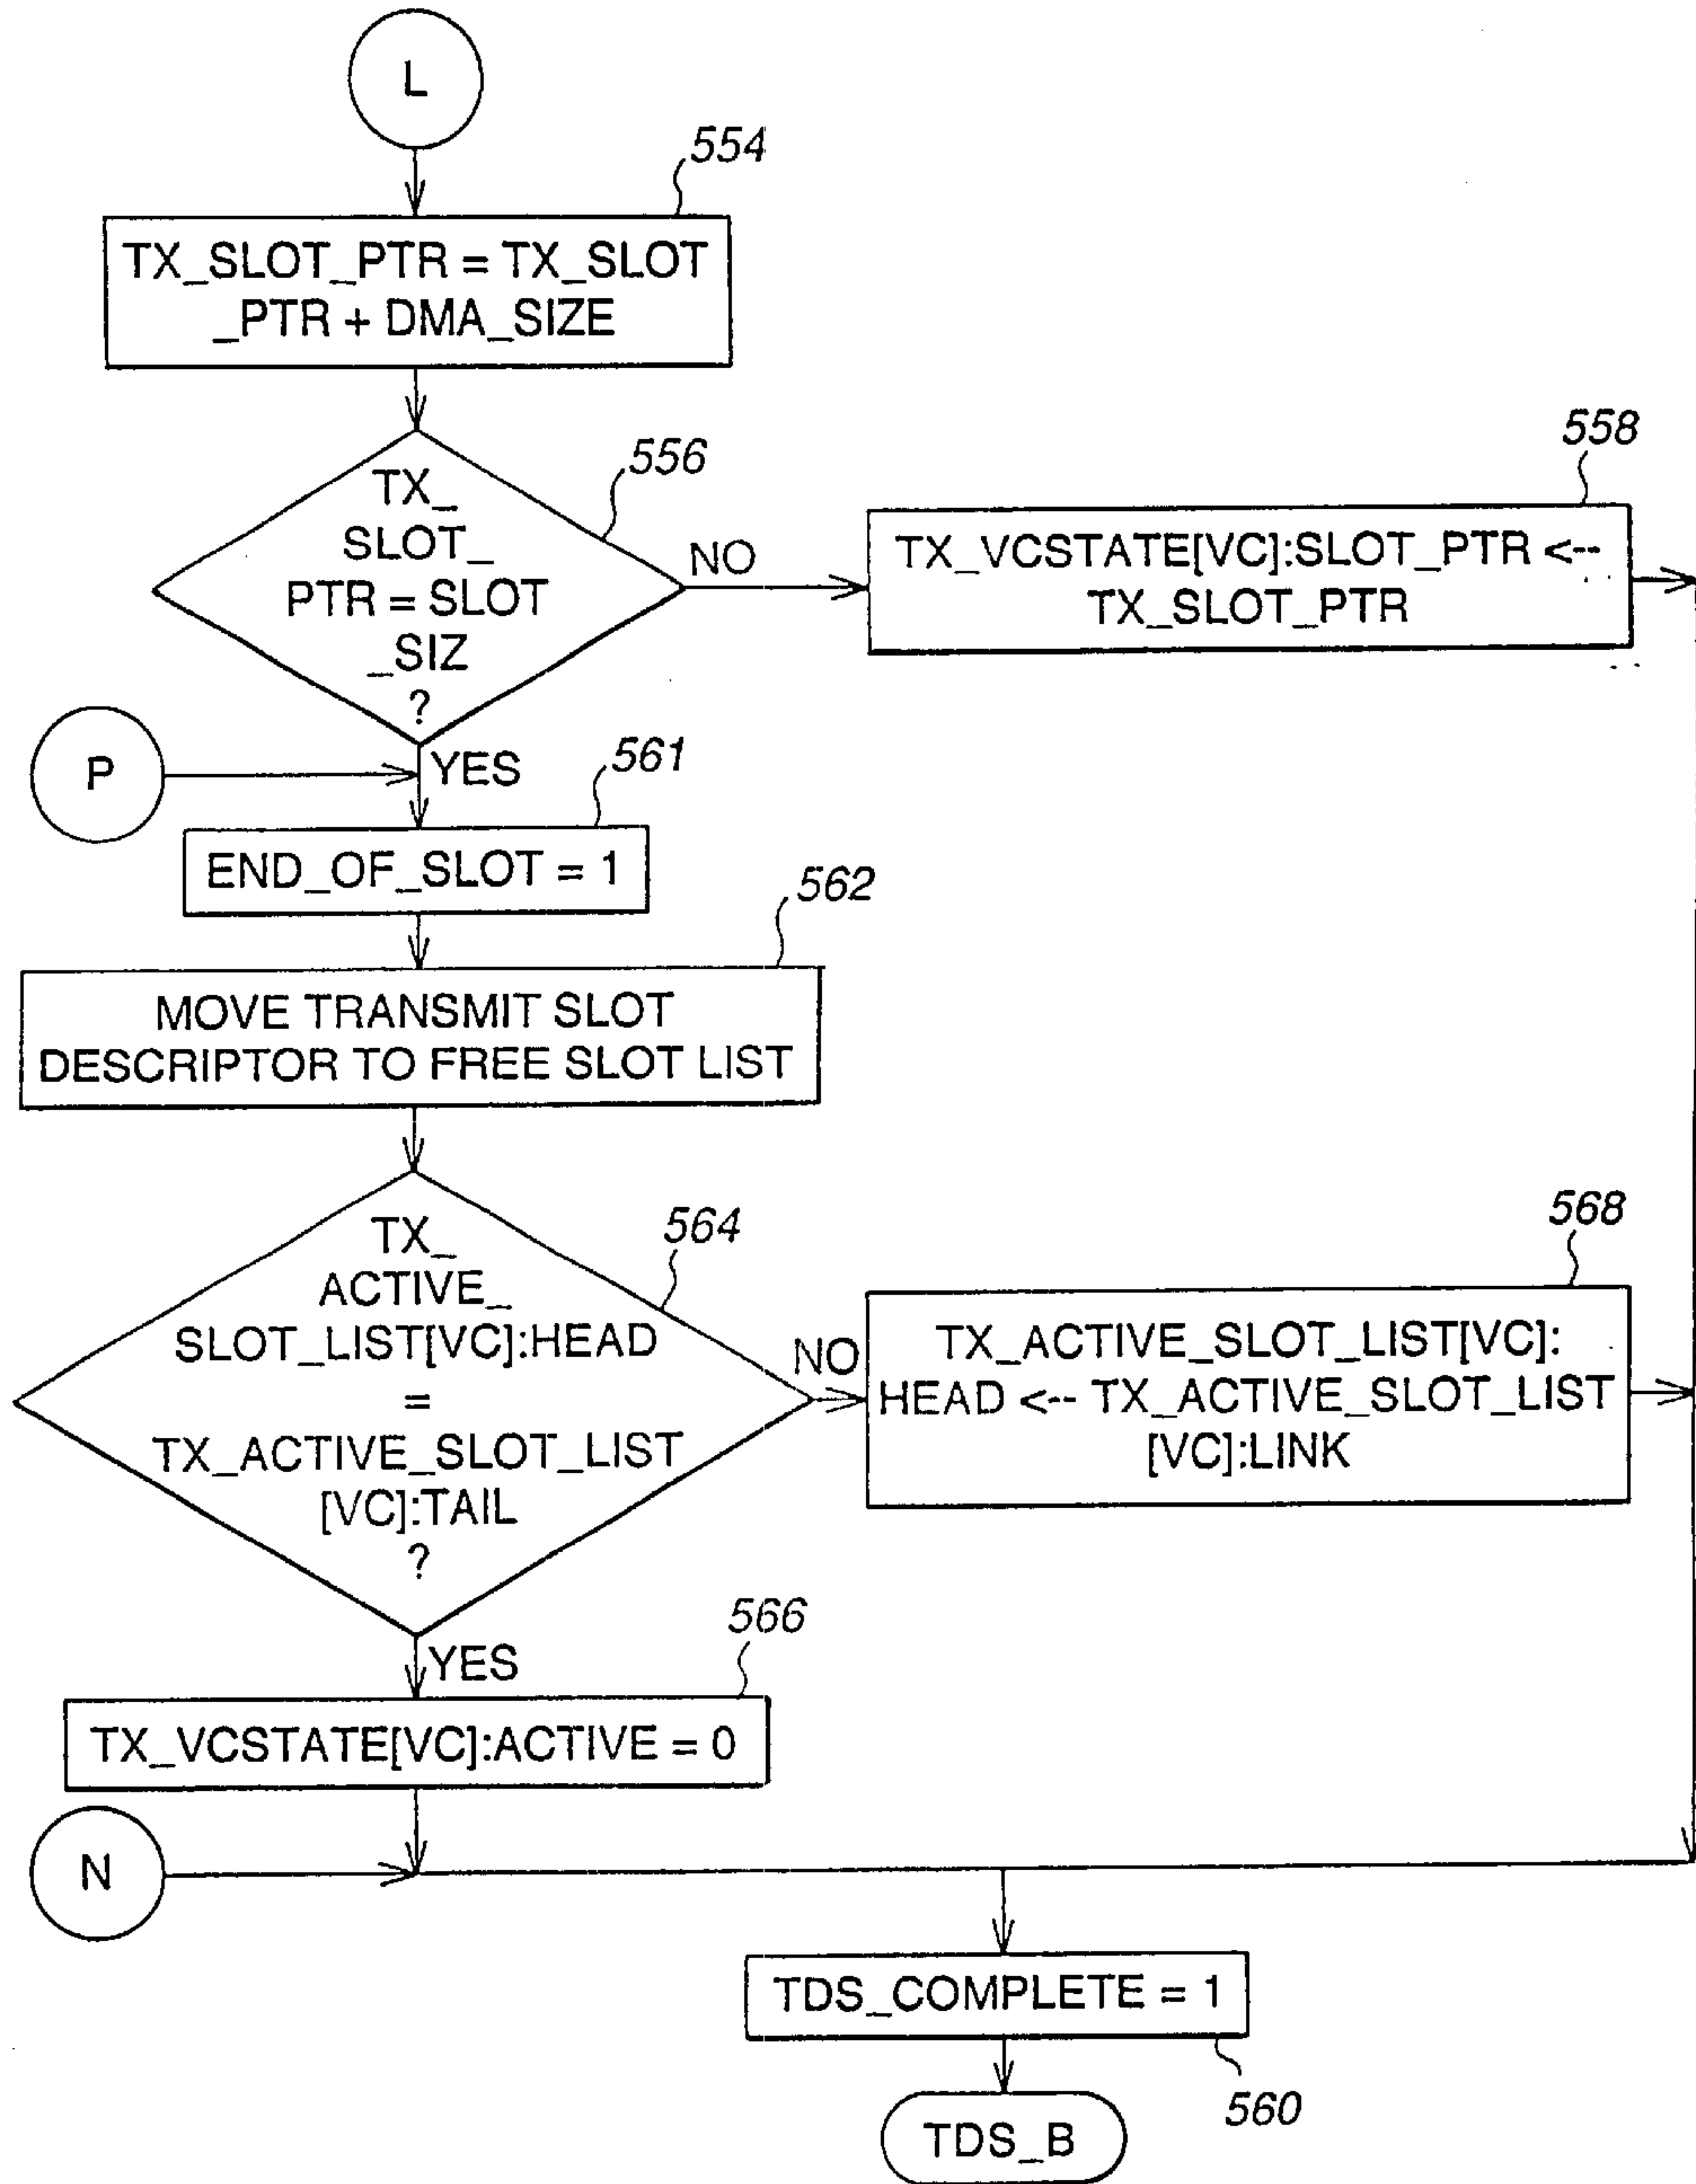 L
554
TX_SLOT_PTR = TX_SLOT
_PTR + DMA_SIZE
556
TX_
SLOT_
PTR = SLOT
_SIZ
?
NO
558
TX_VCSTATE[VC]:SLOT_PTR <--
TX_SLOT_PTR
P
YES
561
END_OF_SLOT = 1
562
MOVE TRANSMIT SLOT
DESCRIPTOR TO FREE SLOT LIST
564
TX_
ACTIVE_
SLOT_LIST[VC]:HEAD
=
TX_ACTIVE_SLOT_LIST
[VC]:TAIL
?
NO
568
TX_ACTIVE_SLOT_LIST[VC]:
HEAD <-- TX_ACTIVE_SLOT_LIST
[VC]:LINK
YES
566
TX_VCSTATE[VC]:ACTIVE = 0
N
TDS_COMPLETE = 1
560
TDS_B